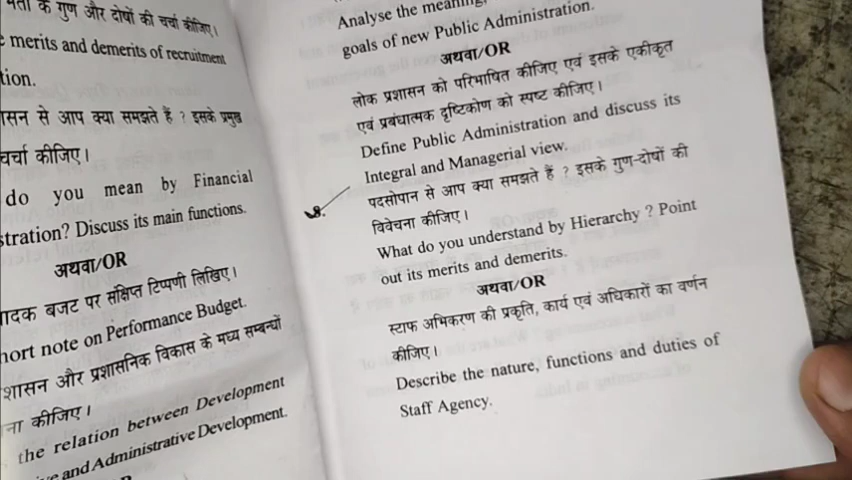 के गुण और दोषों की चर्चा कीजिए।
merits and demerits of recruitment
tion.
से आप क्या समझते हैं ? इसके प्रमुख
चर्चा कीजिए।
do you mean by Financial
stration? Discuss its main functions.
अथवा/OR
बजट पर संक्षिप्त टिप्पणी लिखिए।
hort note on Performance Budget.
और प्रशासनिक विकास के मध्य सम्बन्धों
कीजिए।
the relation between Development
and Administrative Development.
Analyse the meaning,
goals of new Public Administration.
अथवा/OR
लोक प्रशासन को परिभाषित कीजिए एवं इसके एकीकृत
एवं प्रबंधात्मक दृष्टिकोण को स्पष्ट कीजिए।
Define Public Administration and discuss its
Integral and Managerial view.
8. पदसोपान से आप क्या समझते हैं ? इसके गुण-दोषों की
विवेचना कीजिए।
What do you understand by Hierarchy ? Point
out its merits and demerits.
अथवा/OR
स्टाफ अभिकरण की प्रकृति, कार्य एवं अधिकारों का वर्णन
कीजिए।
Describe the nature, functions and duties of
Staff Agency.